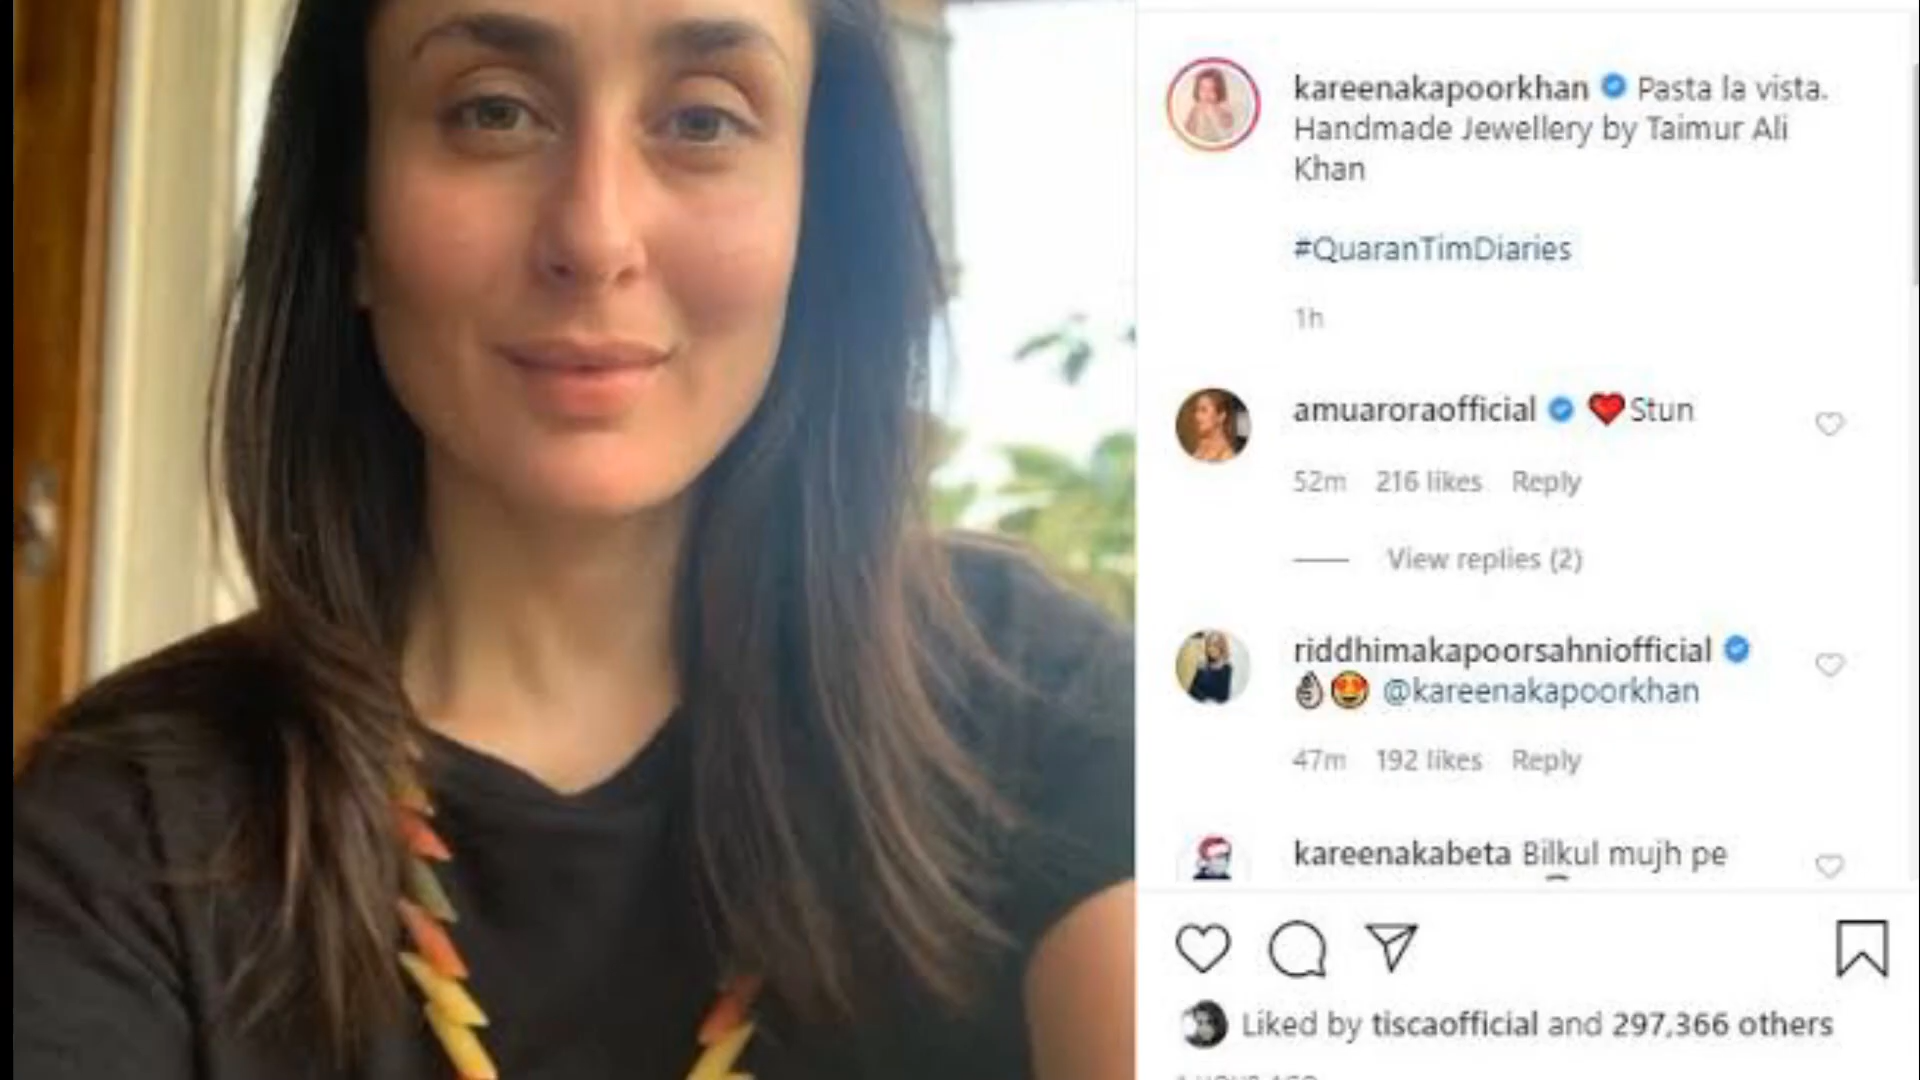 kareenakapoorkhan Pasta la vista.
Handmade Jewellery by Taimur Ali
Khan
#QuaranTimDiaries
1h
amuaroraofficial ❤️Stun
52m 216 likes Reply
View replies (2)
riddhimakapoorsahniofficial
👌😍 @kareenakapoorkhan
47m 192 likes Reply
kareenakabeta Bilkul mujh pe
Liked by tiscaofficial and 297,366 others